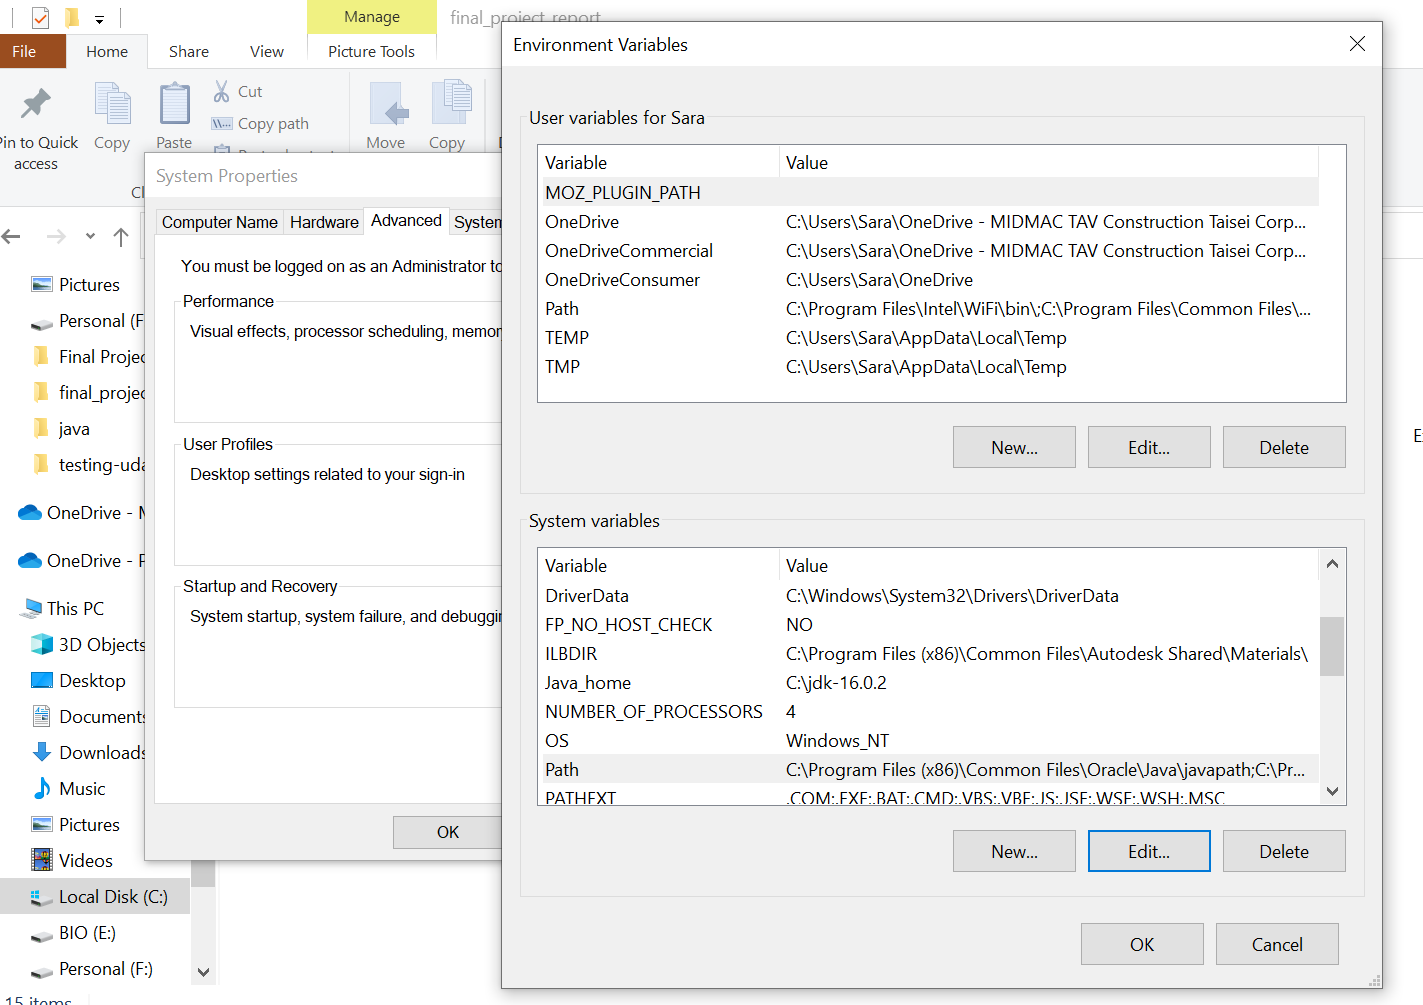 Manage
final_project_report
File
Home
Share
View
Picture Tools
Pin to Quick access
Copy
Paste
Cut
Copy path
Move
Copy
System Properties
Computer Name
Hardware
Advanced
System
You must be logged on as an Administrator to
Performance
Visual effects, processor scheduling, memor
User Profiles
Desktop settings related to your sign-in
Startup and Recovery
System startup, system failure, and debuggin
OK
Pictures
Personal (F
Final Projec
final_projec
java
testing-uda
OneDrive - M
OneDrive - P
This PC
3D Objects
Desktop
Documents
Downloads
Music
Pictures
Videos
Local Disk (C:)
BIO (E:)
Personal (F:)
15 items
Environment Variables
User variables for Sara
Variable Value
MOZ_PLUGIN_PATH
OneDrive C:\Users\Sara\OneDrive - MIDMAC TAV Construction Taisei Corp...
OneDriveCommercial C:\Users\Sara\OneDrive - MIDMAC TAV Construction Taisei Corp...
OneDriveConsumer C:\Users\Sara\OneDrive
Path C:\Program Files\Intel\WiFi\bin\;C:\Program Files\Common Files\...
TEMP C:\Users\Sara\AppData\Local\Temp
TMP C:\Users\Sara\AppData\Local\Temp
New... Edit... Delete
System variables
Variable Value
DriverData C:\Windows\System32\Drivers\DriverData
FP_NO_HOST_CHECK NO
ILBDIR C:\Program Files (x86)\Common Files\Autodesk Shared\Materials\
Java_home C:\jdk-16.0.2
NUMBER_OF_PROCESSORS 4
OS Windows_NT
Path C:\Program Files (x86)\Common Files\Oracle\Java\javapath;C:\Pr...
PATHEXT .COM;.EXE;.BAT;.CMD;.VBS;.VBE;.JS;.JSE;.WSF;.WSH;.MSC
New... Edit... Delete
OK Cancel